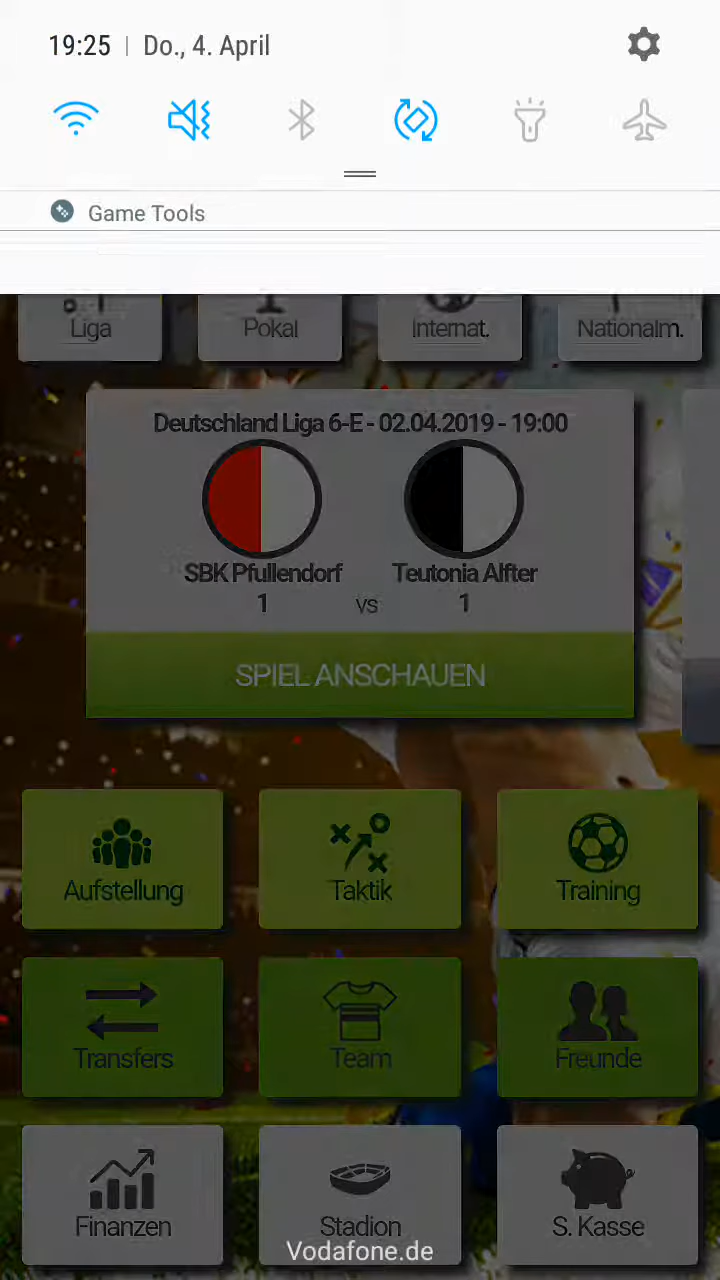 19:25 | Do., 4. April
Game Tools
Liga
Pokal
Internat.
Nationalm.
Deutschland Liga 6-E - 02.04.2019 - 19:00
SBK Pfullendorf
Teutonia Alfter
1 vs 1
SPIEL ANSCHAUEN
Aufstellung
Taktik
Training
Transfers
Team
Freunde
Finanzen
Stadion
S. Kasse
Vodafone.de